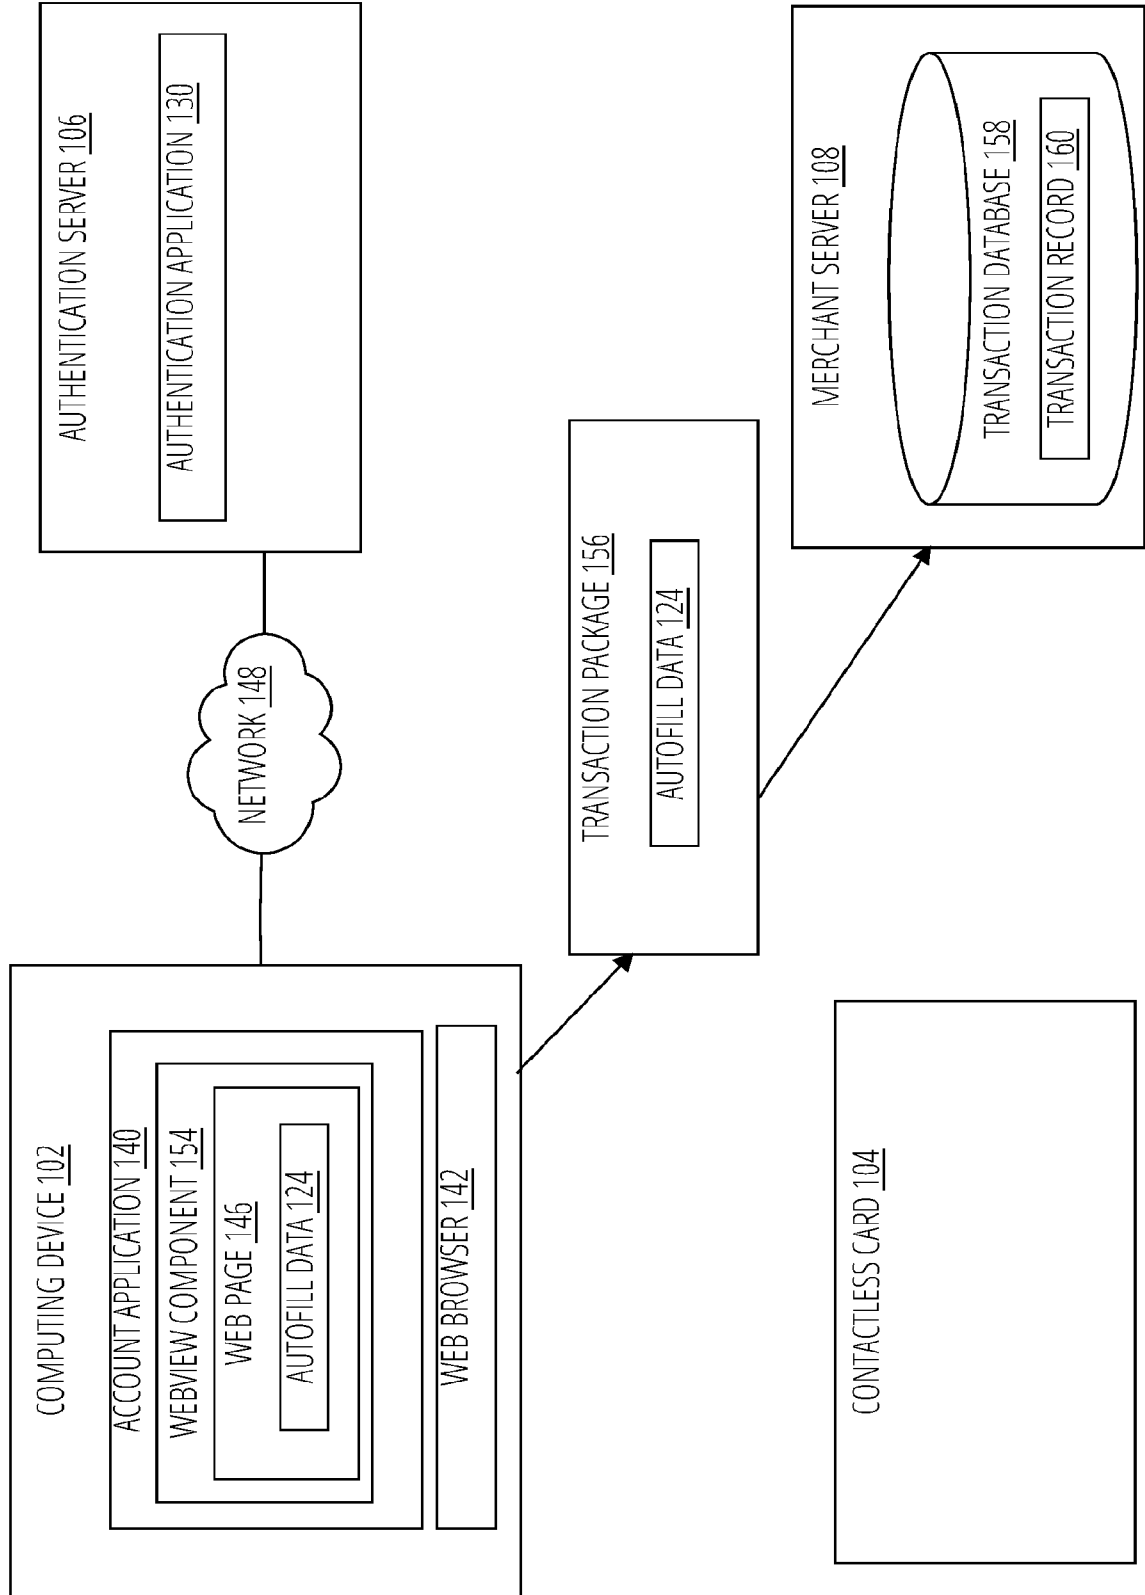 COMPUTING DEVICE 102
ACCOUNT APPLICATION 140
WEBVIEW COMPONENT 154
WEB PAGE 146
AUTOFILL DATA 124
WEB BROWSER 142
NETWORK 148
AUTHENTICATION SERVER 106
AUTHENTICATION APPLICATION 130
TRANSACTION PACKAGE 156
AUTOFILL DATA 124
CONTACTLESS CARD 104
MERCHANT SERVER 108
TRANSACTION DATABASE 158
TRANSACTION RECORD 160